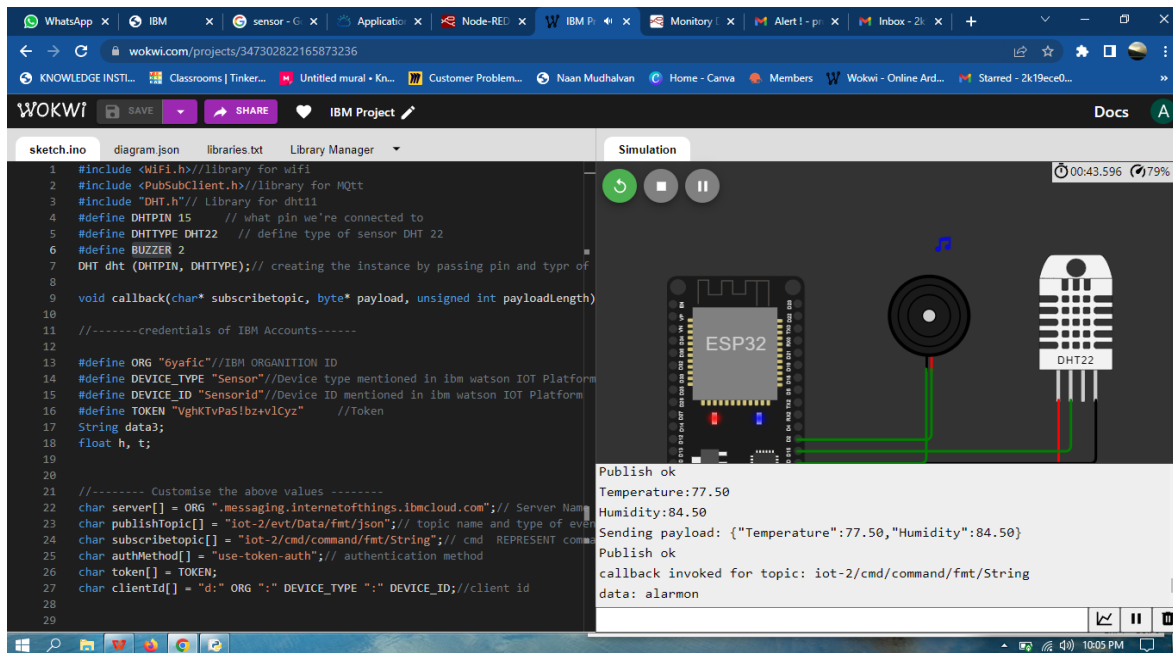 WhatsApp
IBM
sensor - G
Application
Node-RED
IBM Pr
Monitory D
Alert ! - pr
Inbox - 2k
wokwi.com/projects/347302822165873236
KNOWLEDGE INSTI...
Classrooms | Tinker...
Untitled mural • Kn...
Customer Problem...
Naan Mudhalvan
Home - Canva
Members
Wokwi - Online Ard...
Starred - 2k19ece0...
»
WOKWi
SAVE
SHARE
IBM Project
Docs
A
sketch.ino
diagram.json
libraries.txt
Library Manager
Simulation
1 #include <WiFi.h>//library for wifi
2 #include <PubSubClient.h>//library for MQtt
3 #include "DHT.h"// Library for dht11
4 #define DHTPIN 15 // what pin we're connected to
5 #define DHTTYPE DHT22 // define type of sensor DHT 22
6 #define BUZZER 2
7 DHT dht (DHTPIN, DHTTYPE);// creating the instance by passing pin and typr of
8
9 void callback(char* subscribetopic, byte* payload, unsigned int payloadLength)
10
11 //-------credentials of IBM Accounts------
12
13 #define ORG "6yafic"//IBM ORGANITION ID
14 #define DEVICE_TYPE "Sensor"//Device type mentioned in ibm watson IOT Platform
15 #define DEVICE_ID "Sensorid"//Device ID mentioned in ibm watson IOT Platform
16 #define TOKEN "VghKTvPaS!bz+vlCyz" //Token
17 String data3;
18 float h, t;
19
20
21 //-------- Customise the above values --------
22 char server[] = ORG ".messaging.internetofthings.ibmcloud.com";// Server Name
23 char publishTopic[] = "iot-2/evt/Data/fmt/json";// topic name and type of even
24 char subscribetopic[] = "iot-2/cmd/command/fmt/String";// cmd REPRESENT comma
25 char authMethod[] = "use-token-auth";// authentication method
26 char token[] = TOKEN;
27 char clientId[] = "d:" ORG ":" DEVICE_TYPE ":" DEVICE_ID;//client id
28
29
00:43.596
79%
ESP32
DHT22
Publish ok
Temperature:77.50
Humidity:84.50
Sending payload: {"Temperature":77.50,"Humidity":84.50}
Publish ok
callback invoked for topic: iot-2/cmd/command/fmt/String
data: alarmon
10:05 PM